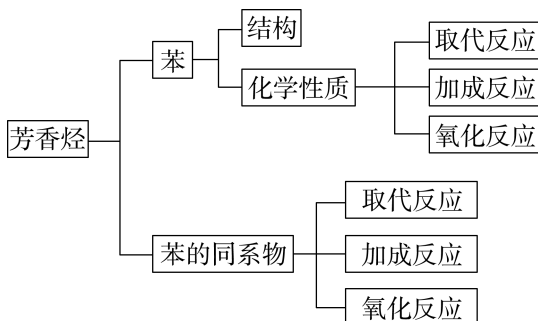 芳香烃
苯
结构
化学性质
取代反应
加成反应
氧化反应
苯的同系物
取代反应
加成反应
氧化反应